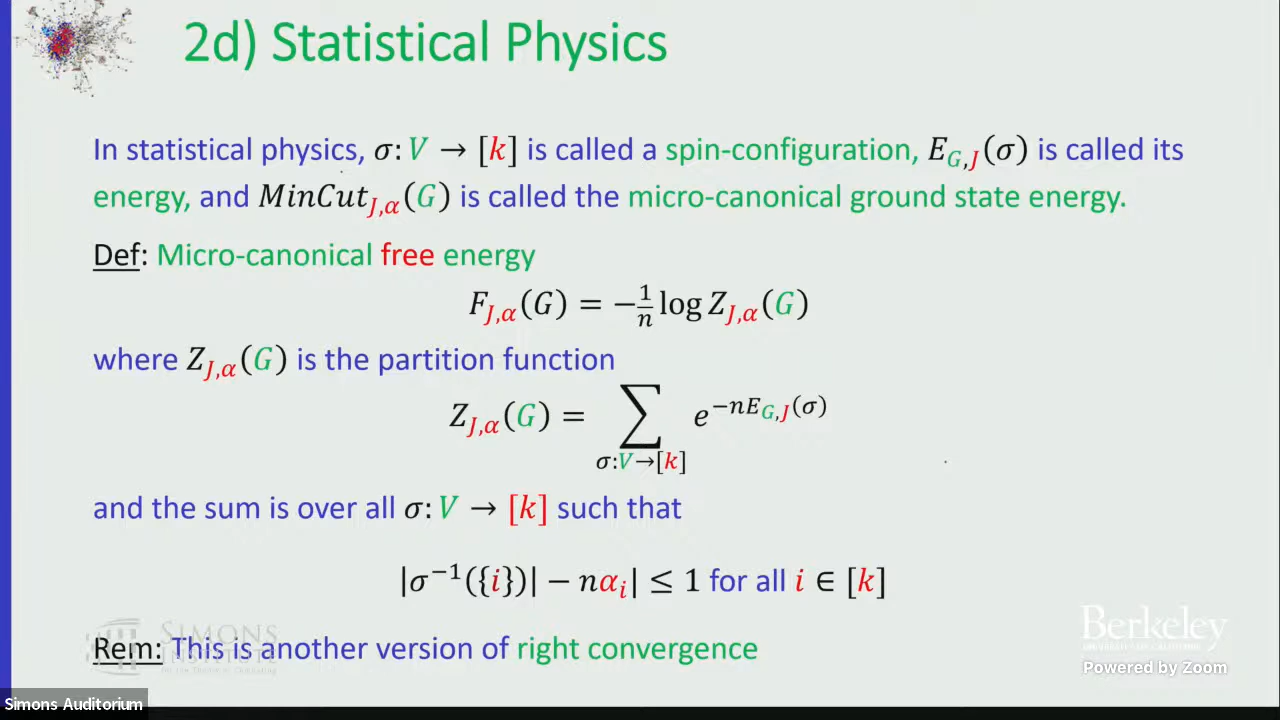 2d) Statistical Physics
In statistical physics, σ: V → [k] is called a spin-configuration, E_{G,J}(σ) is called its
energy, and MinCut_{J,α}(G) is called the micro-canonical ground state energy.
Def: Micro-canonical free energy
F_{J,α}(G) = −\frac{1}{n} log Z_{J,α}(G)
where Z_{J,α}(G) is the partition function
Z_{J,α}(G) = ∑_{σ:V→[k]} e^{−nE_{G,J}(σ)}
and the sum is over all σ: V → [k] such that
|σ^{−1}({i})| − nα_i| ≤ 1 for all i ∈ [k]
Rem: This is another version of right convergence
SIMONS
INSTITUTE
Berkeley
Powered by Zoom
Simons Auditorium